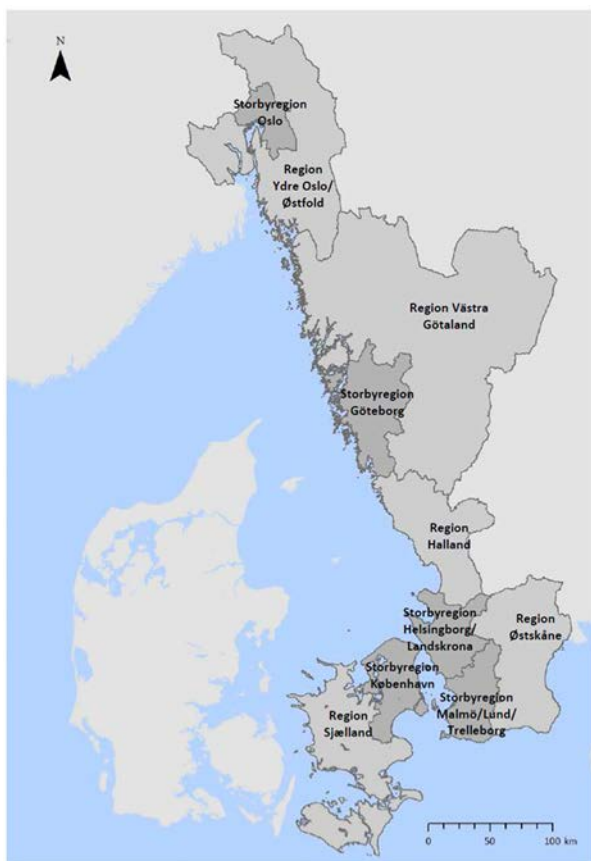 N
Storbyregion
Oslo
Region
Ydre Oslo/
Østfold
Region Västra
Götaland
Storbyregion
Göteborg
Region
Halland
Storbyregion
Helsingborg/
Landskrona
Region
Østskåne
Storbyregion
København
Region
Sjælland
Storbyregion
Malmö/Lund/
Trelleborg
0 50 100 km